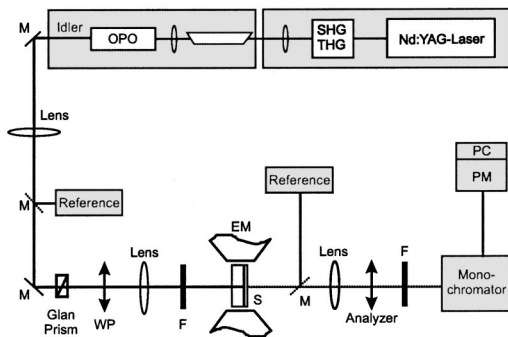 M
Idler
OPO
SHG
THG
Nd:YAG-Laser
Lens
M
Reference
Reference
PC
PM
EM
Lens
Lens
F
M
Glan
Prism
WP
F
S
M
Analyzer
Mono-
chromator